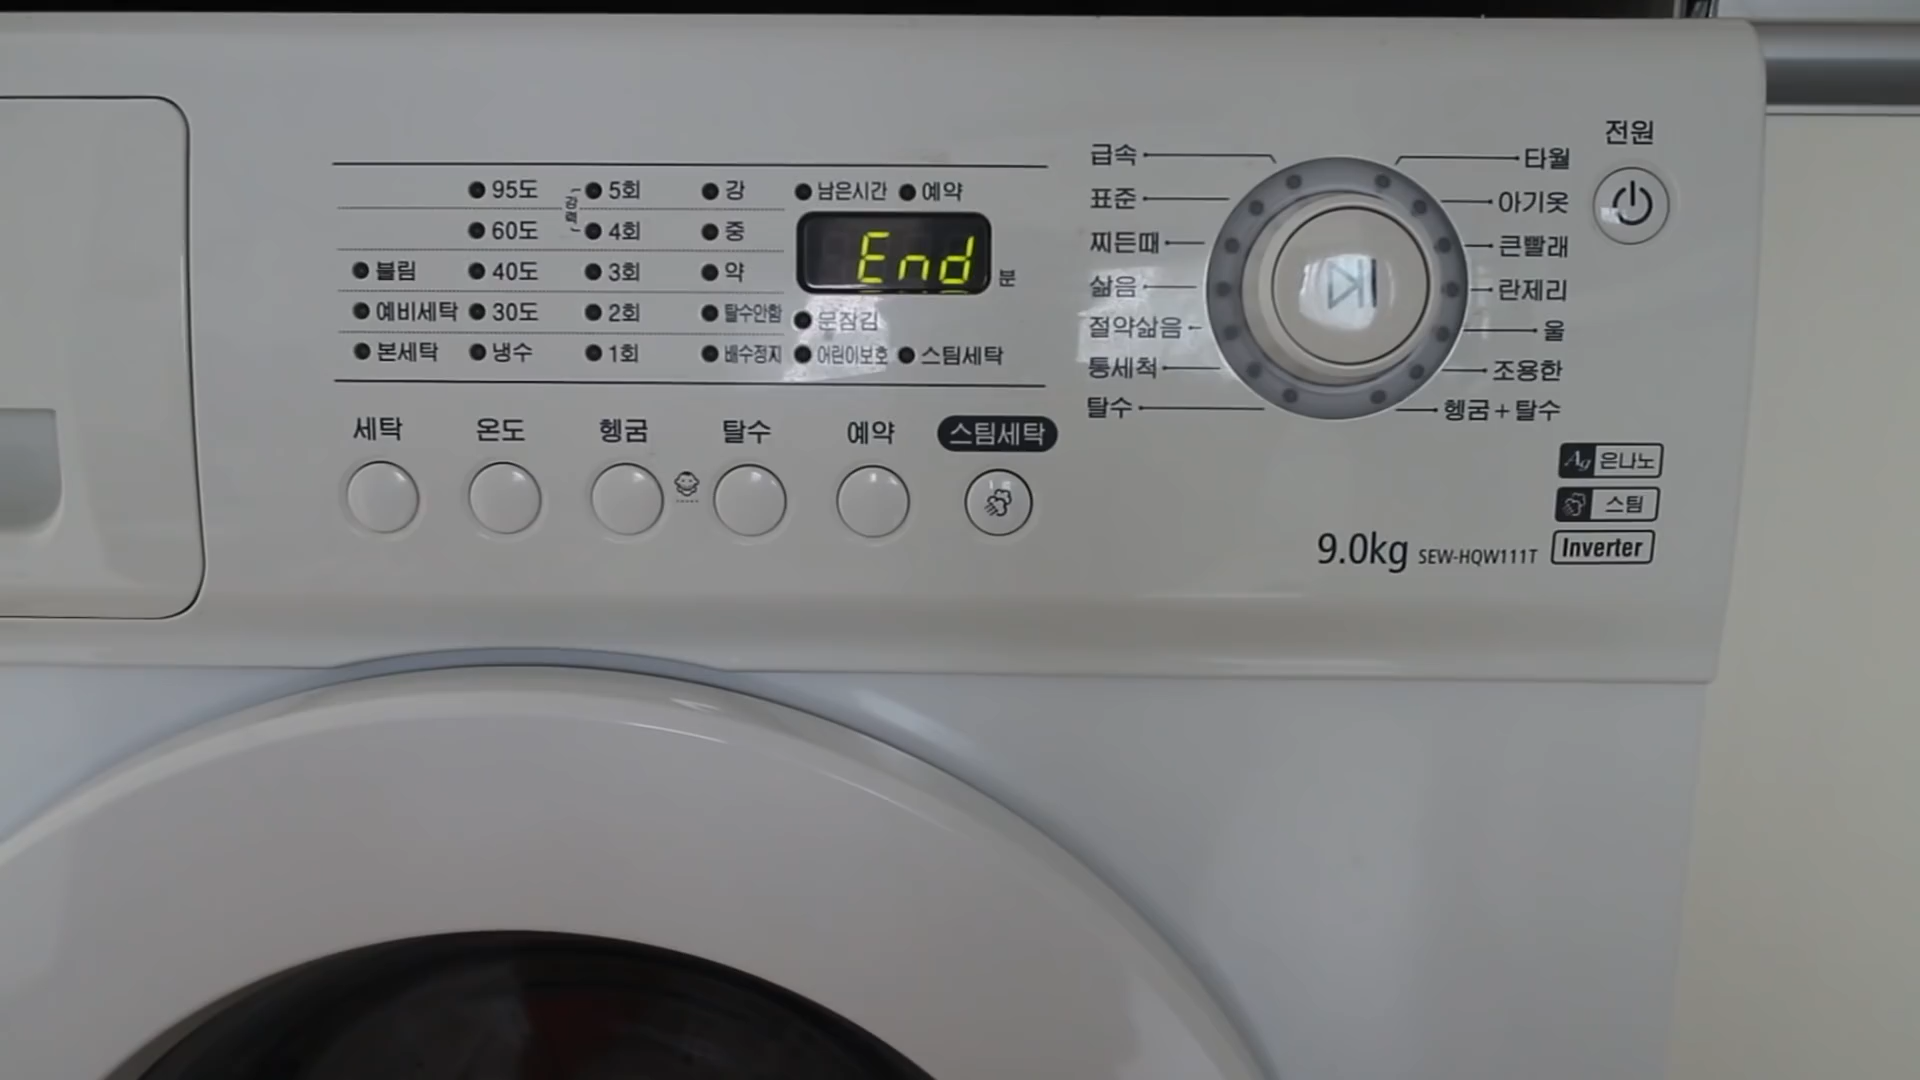 95도
5회
강
남은시간
예약
강력
60도
4회
중
End
분
불림
40도
3회
약
예비세탁
30도
2회
탈수안함
문잠김
본세탁
냉수
1회
배수정지
어린이보호
스팀세탁
세탁
온도
헹굼
탈수
예약
스팀세탁
급속
표준
찌든때
삶음
절약삶음
통세척
탈수
타월
아기옷
큰빨래
란제리
울
조용한
헹굼+탈수
전원
Ag 은나노
스팀
Inverter
9.0kg SEW-HQW111T